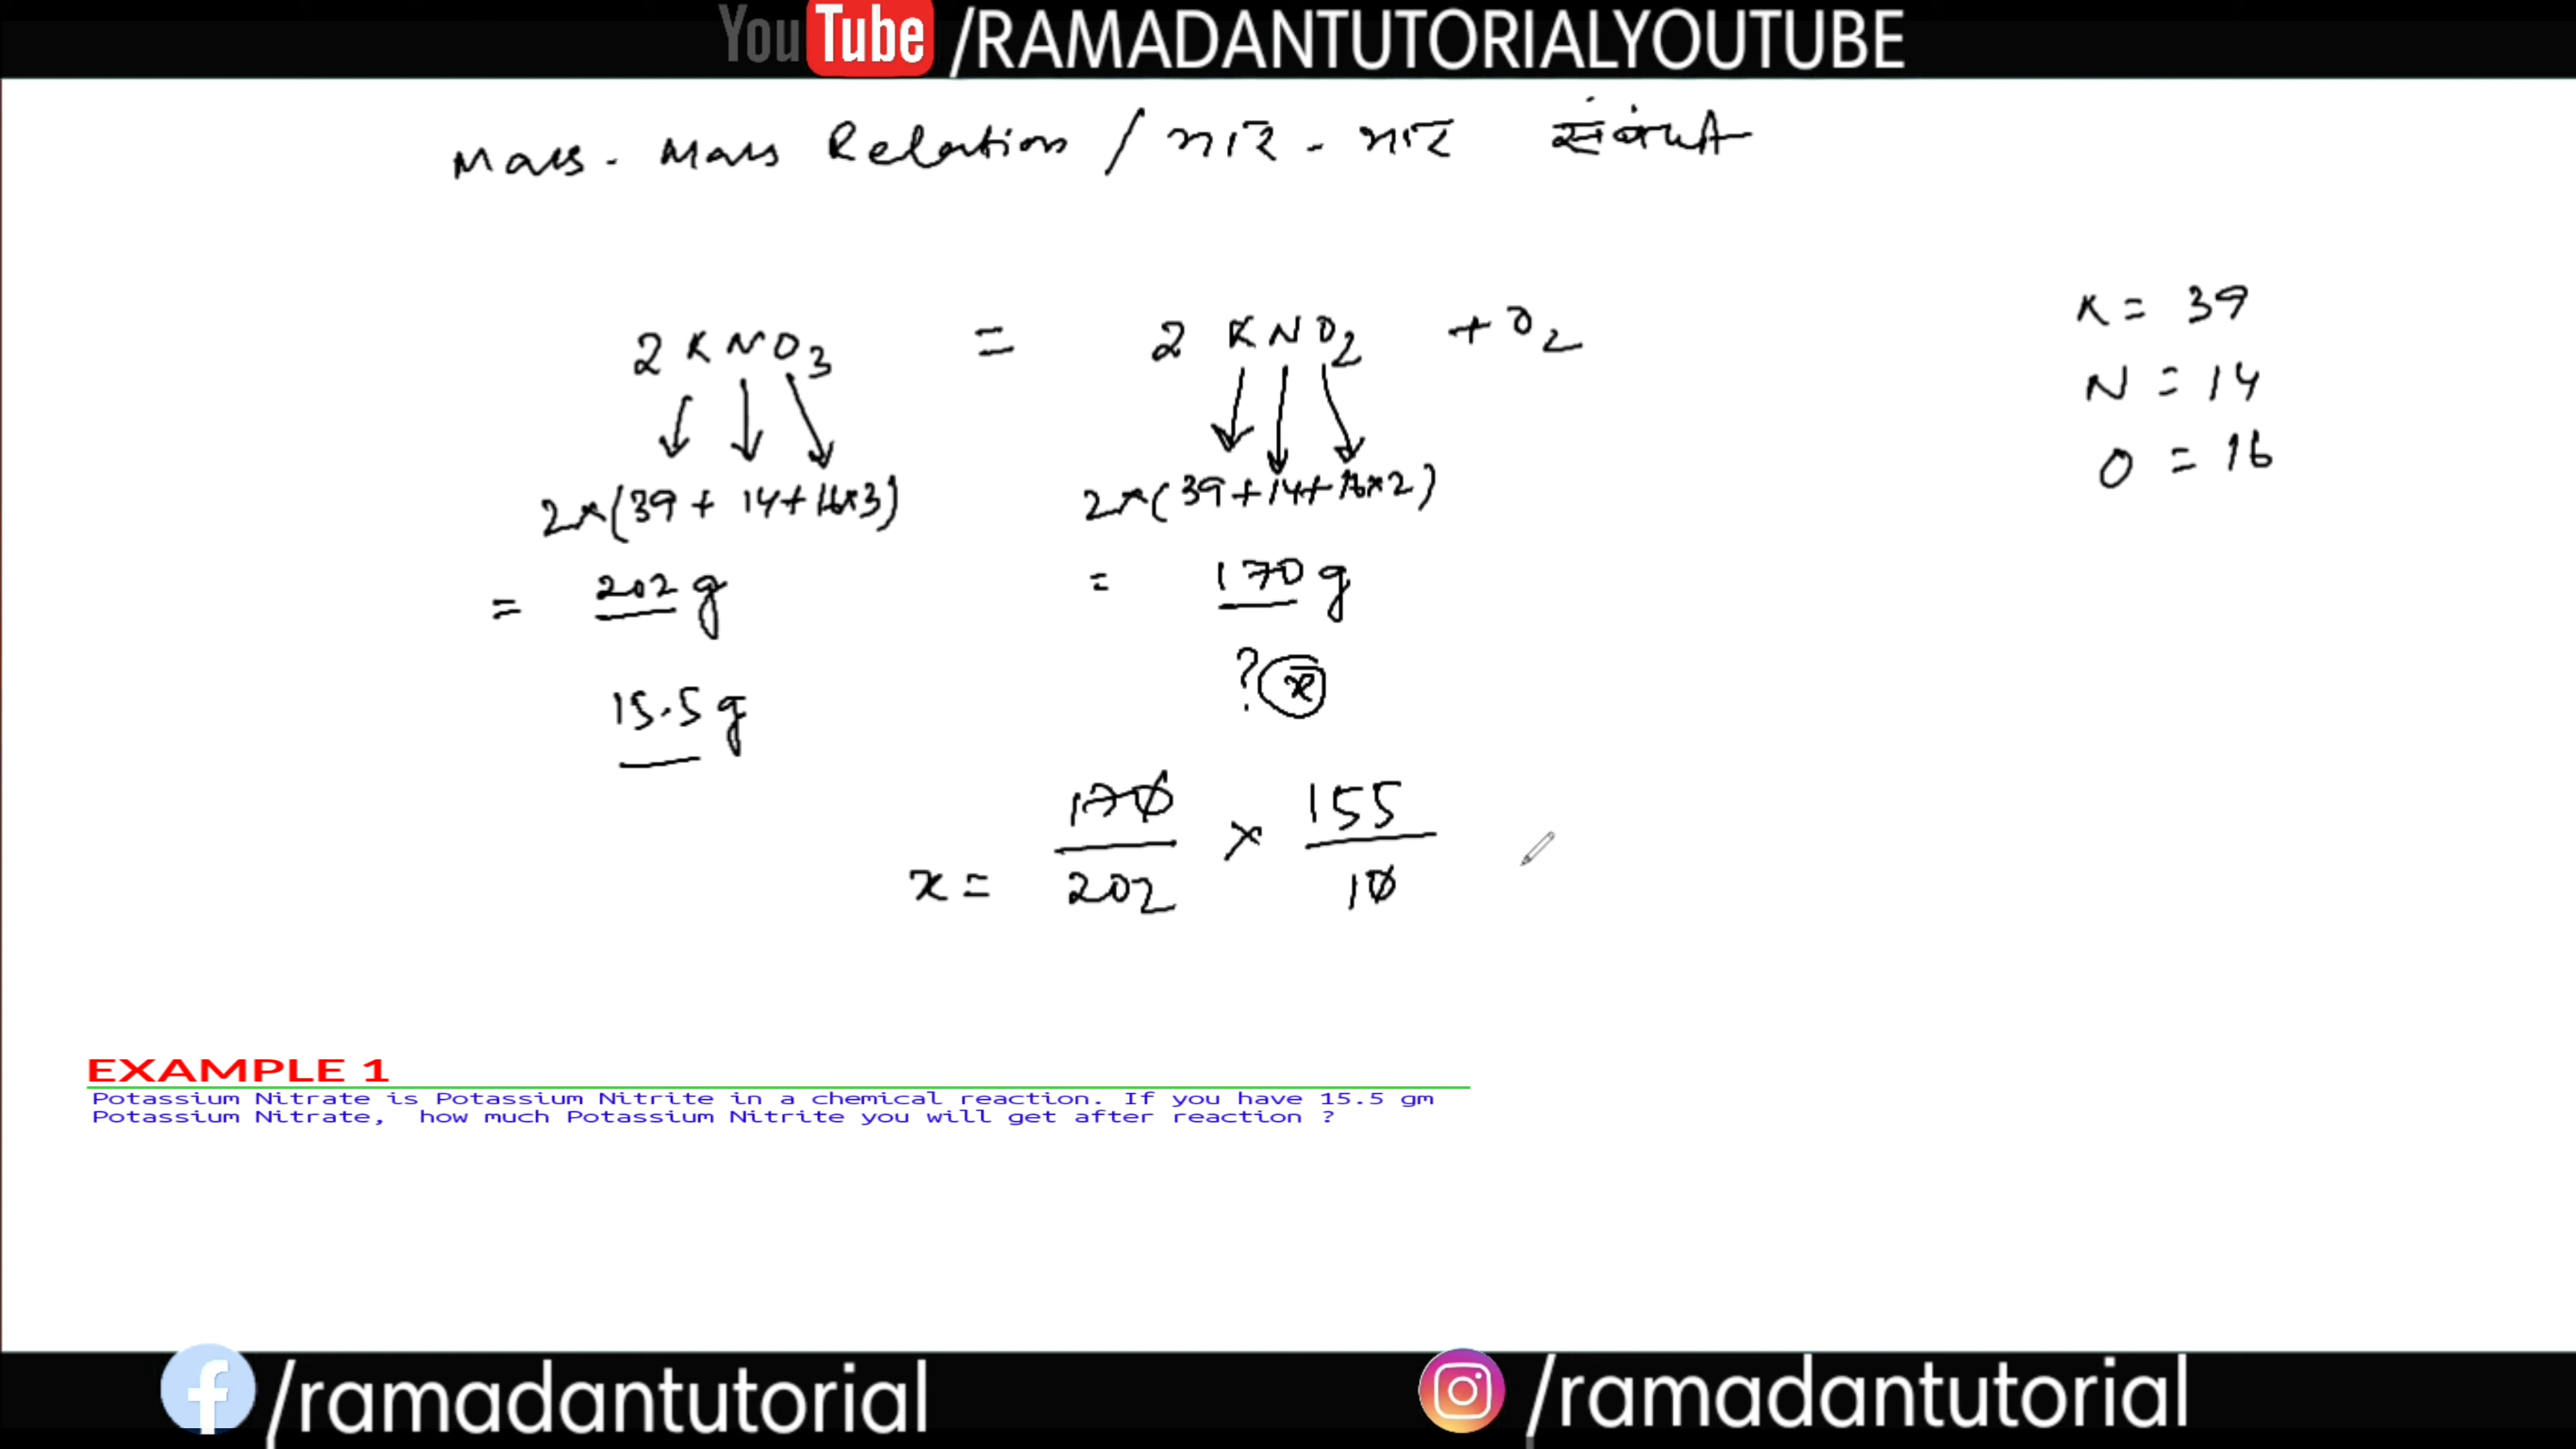 YouTube /RAMADANTUTORIALYOUTUBE
Mass - Mass Relation / भार - भार संबंध
2KNO3 = 2 KNO2 + O2
K = 39
N = 14
O = 16
2×(39 + 14 + 16×3) 2×(39+14+16×2)
= 202 g = 170 g
15.5 g ? x
x = 170/202 × 155/10
EXAMPLE 1
Potassium Nitrate is Potassium Nitrite in a chemical reaction. If you have 15.5 gm
Potassium Nitrate, how much Potassium Nitrite you will get after reaction ?
/ramadantutorial /ramadantutorial